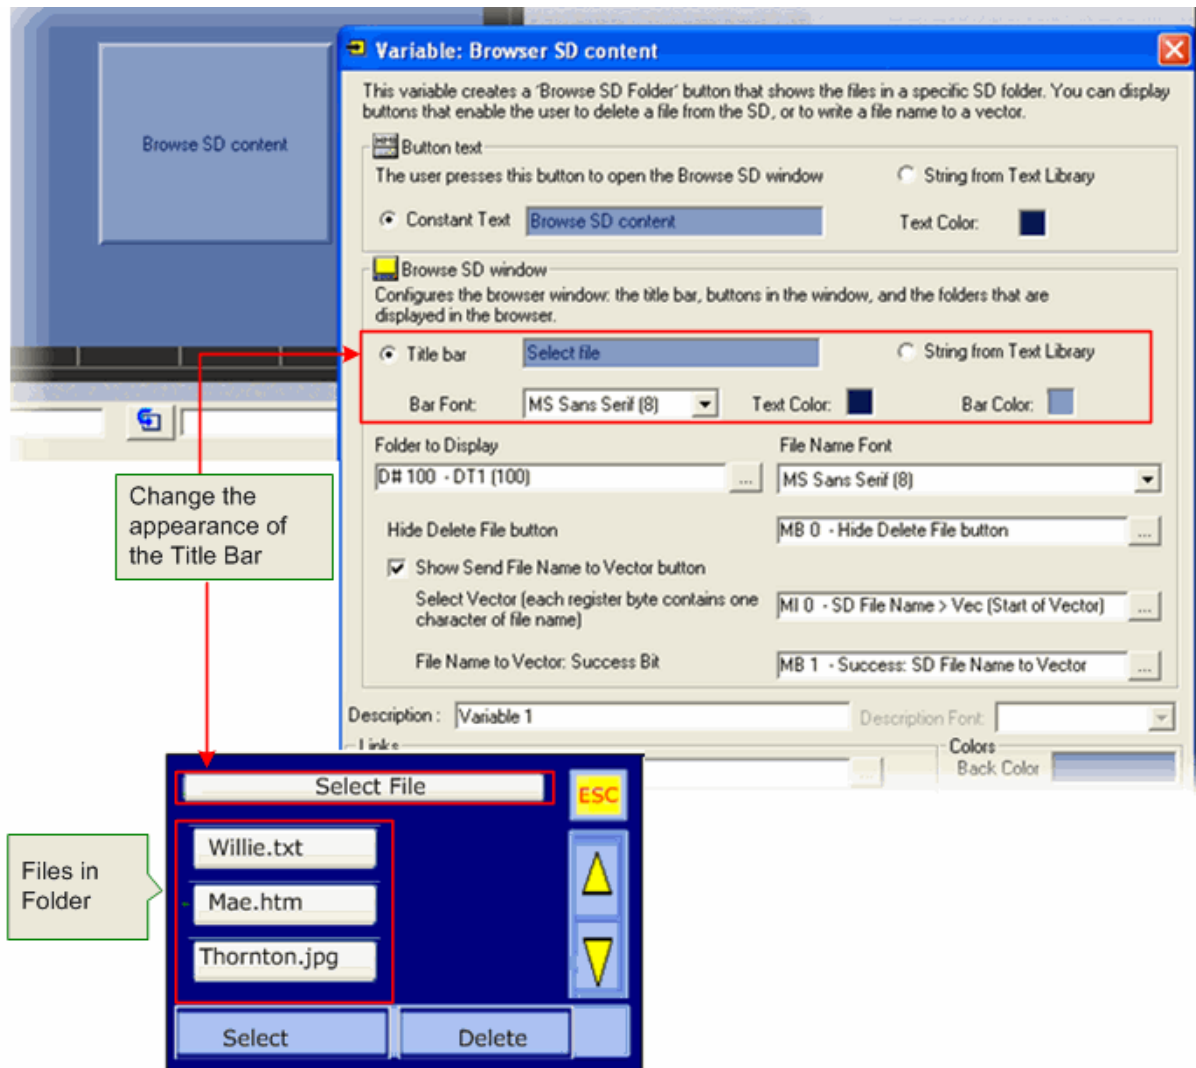 Variable: Browser SD content
This variable creates a 'Browse SD Folder' button that shows the files in a specific SD folder. You can display
buttons that enable the user to delete a file from the SD, or to write a file name to a vector.
Browse SD content
Button text
The user presses this button to open the Browse SD window
String from Text Library
Constant Text
Browse SD content
Text Color:
Browse SD window
Configures the browser window: the title bar, buttons in the window, and the folders that are
displayed in the browser.
Title bar
Select file
String from Text Library
Bar Font:
MS Sans Serif (8)
Text Color:
Bar Color:
Folder to Display
File Name Font
D# 100 - DT1 (100)
...
MS Sans Serif (8)
Change the
appearance of
the Title Bar
Hide Delete File button
MB 0 - Hide Delete File button
...
Show Send File Name to Vector button
Select Vector (each register byte contains one
character of file name)
MI 0 - SD File Name > Vec (Start of Vector)
...
File Name to Vector: Success Bit
MB 1 - Success: SD File Name to Vector
...
Description :
Variable 1
Description Font:
Links
...
Colors
Back Color
Select File
ESC
Files in
Folder
Willie.txt
Mae.htm
Thornton.jpg
Select
Delete